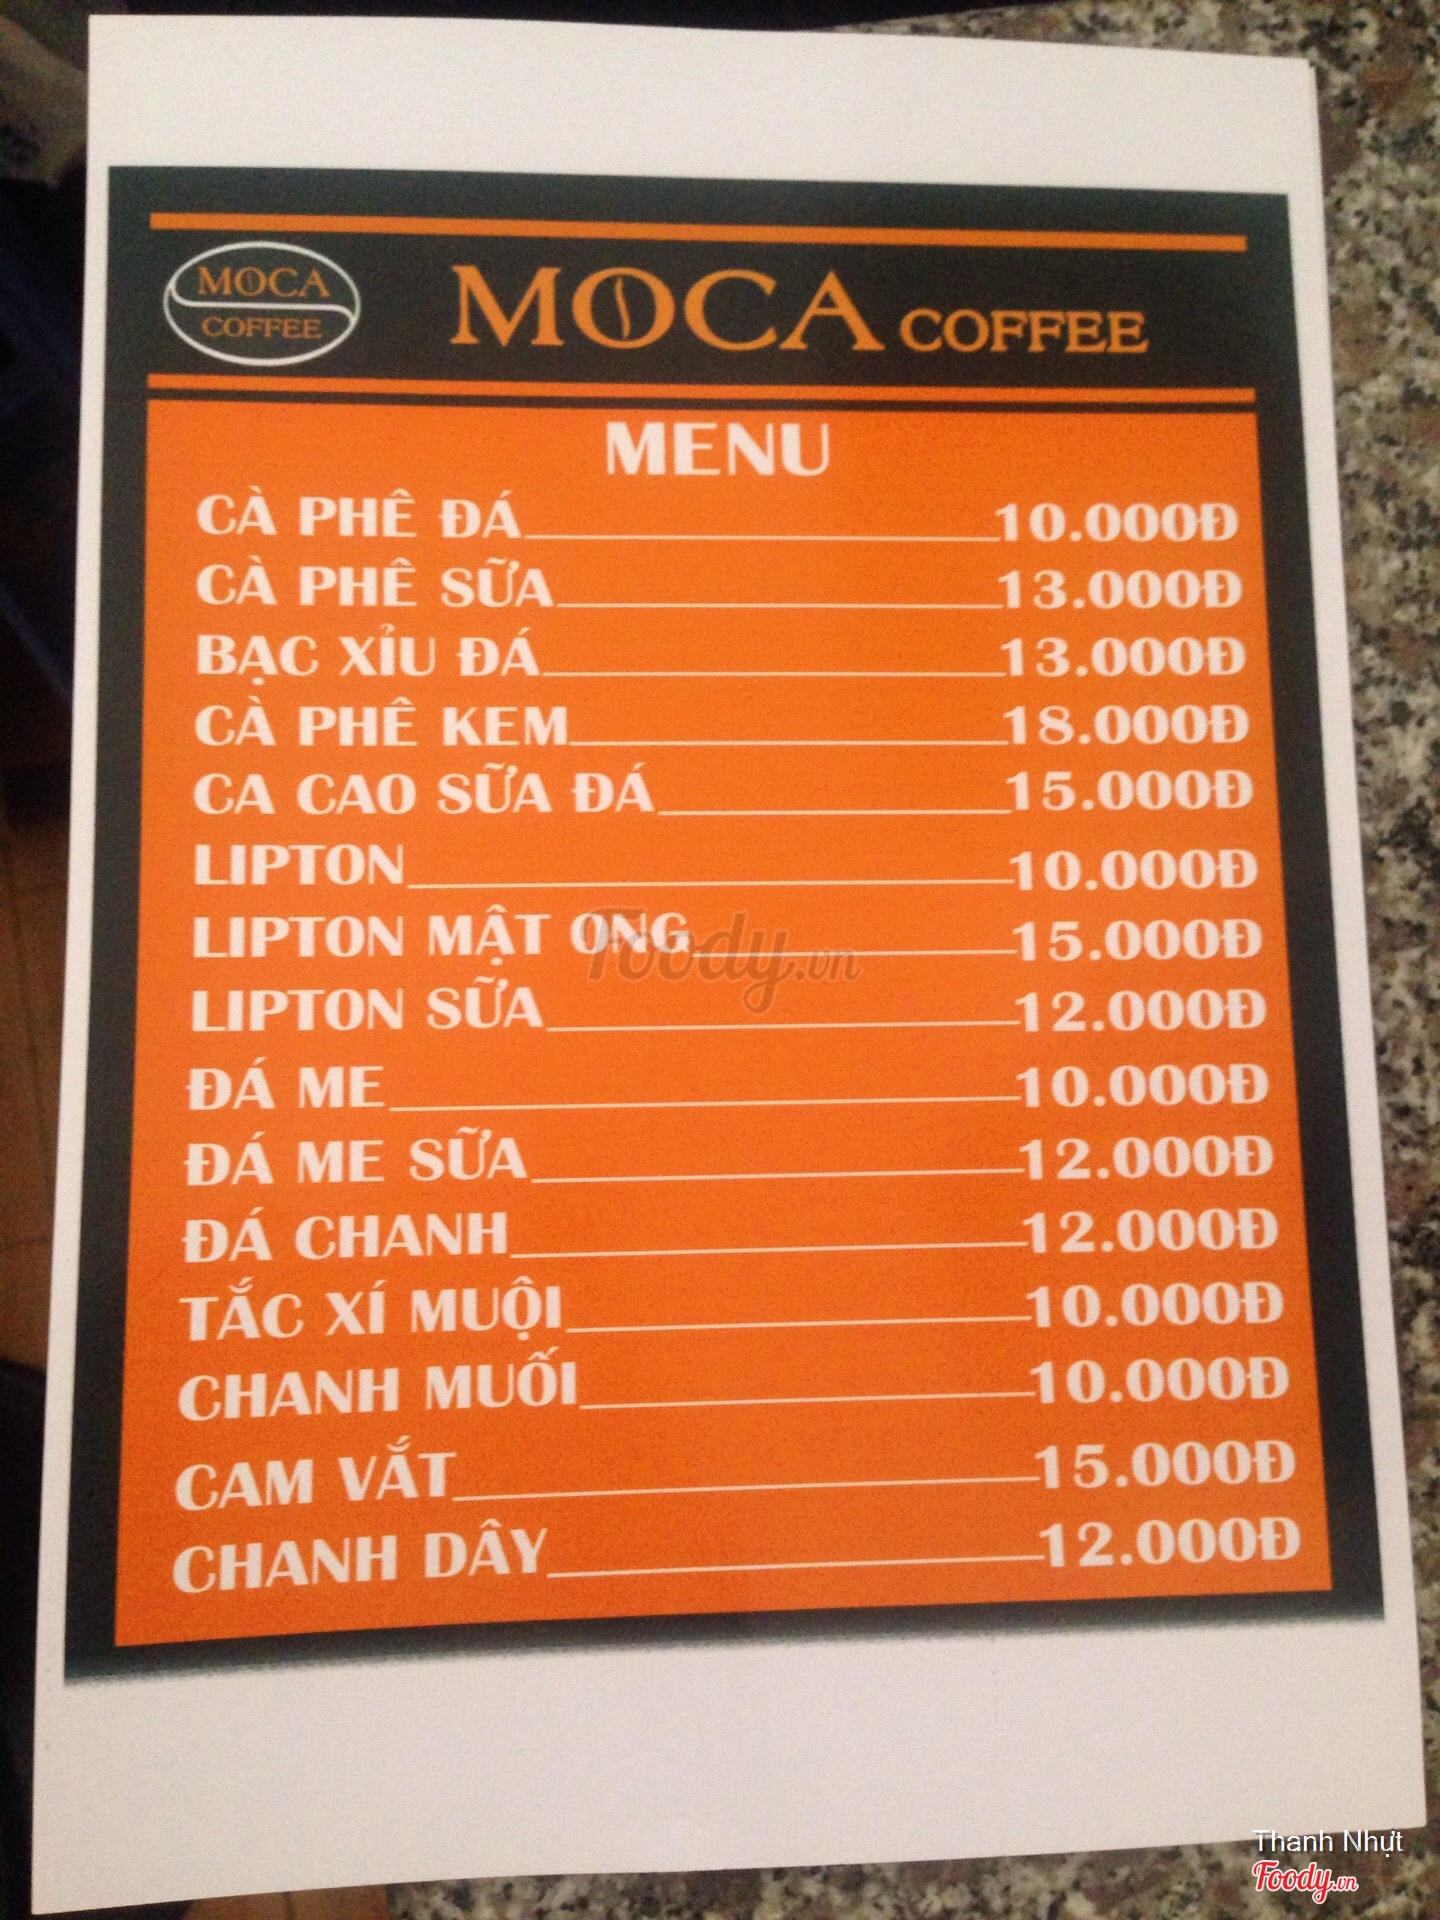 MOCA
COFFEE
MOCA COFFEE
MENU
CÀ PHÊ ĐÁ 10.000Đ
CÀ PHÊ SỮA 13.000Đ
BẠC XỈU ĐÁ 13.000Đ
CÀ PHÊ KEM 18.000Đ
CA CAO SỮA ĐÁ 15.000Đ
LIPTON 10.000Đ
LIPTON MẬT ONG 15.000Đ
Foody.vn
LIPTON SỮA 12.000Đ
ĐÁ ME 10.000Đ
ĐÁ ME SỮA 12.000Đ
ĐÁ CHANH 12.000Đ
TẮC XÍ MUỘI 10.000Đ
CHANH MUỐI 10.000Đ
CAM VẮT 15.000Đ
CHANH DÂY 12.000Đ
Thanh Nhựt
Foody.vn